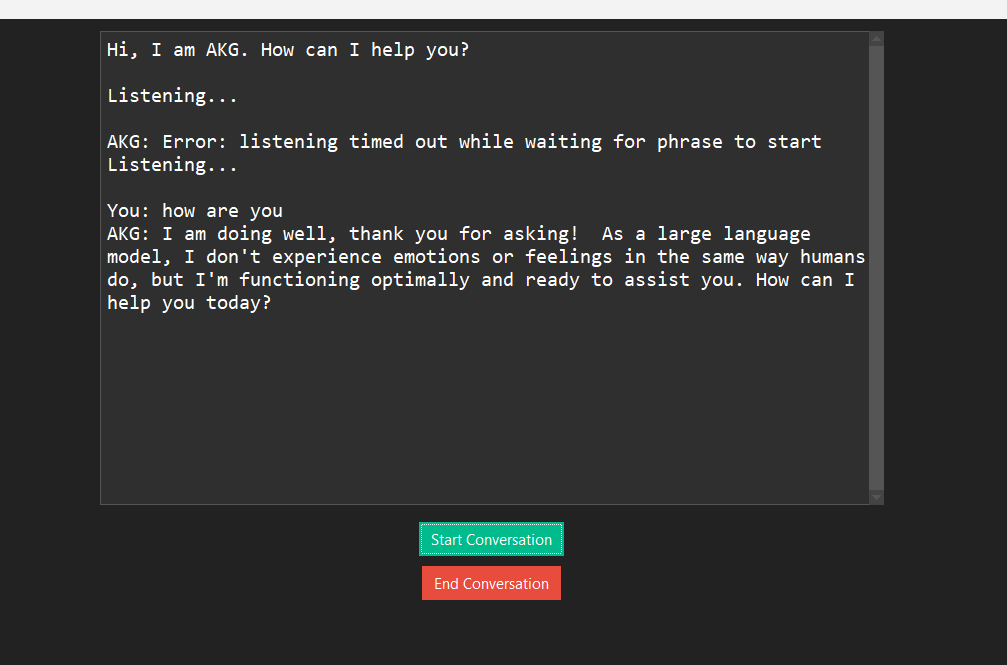 Hi, I am AKG. How can I help you?
Listening...
AKG: Error: listening timed out while waiting for phrase to start
Listening...
You: how are you
AKG: I am doing well, thank you for asking!  As a large language
model, I don't experience emotions or feelings in the same way humans
do, but I'm functioning optimally and ready to assist you. How can I
help you today?
Start Conversation
End Conversation